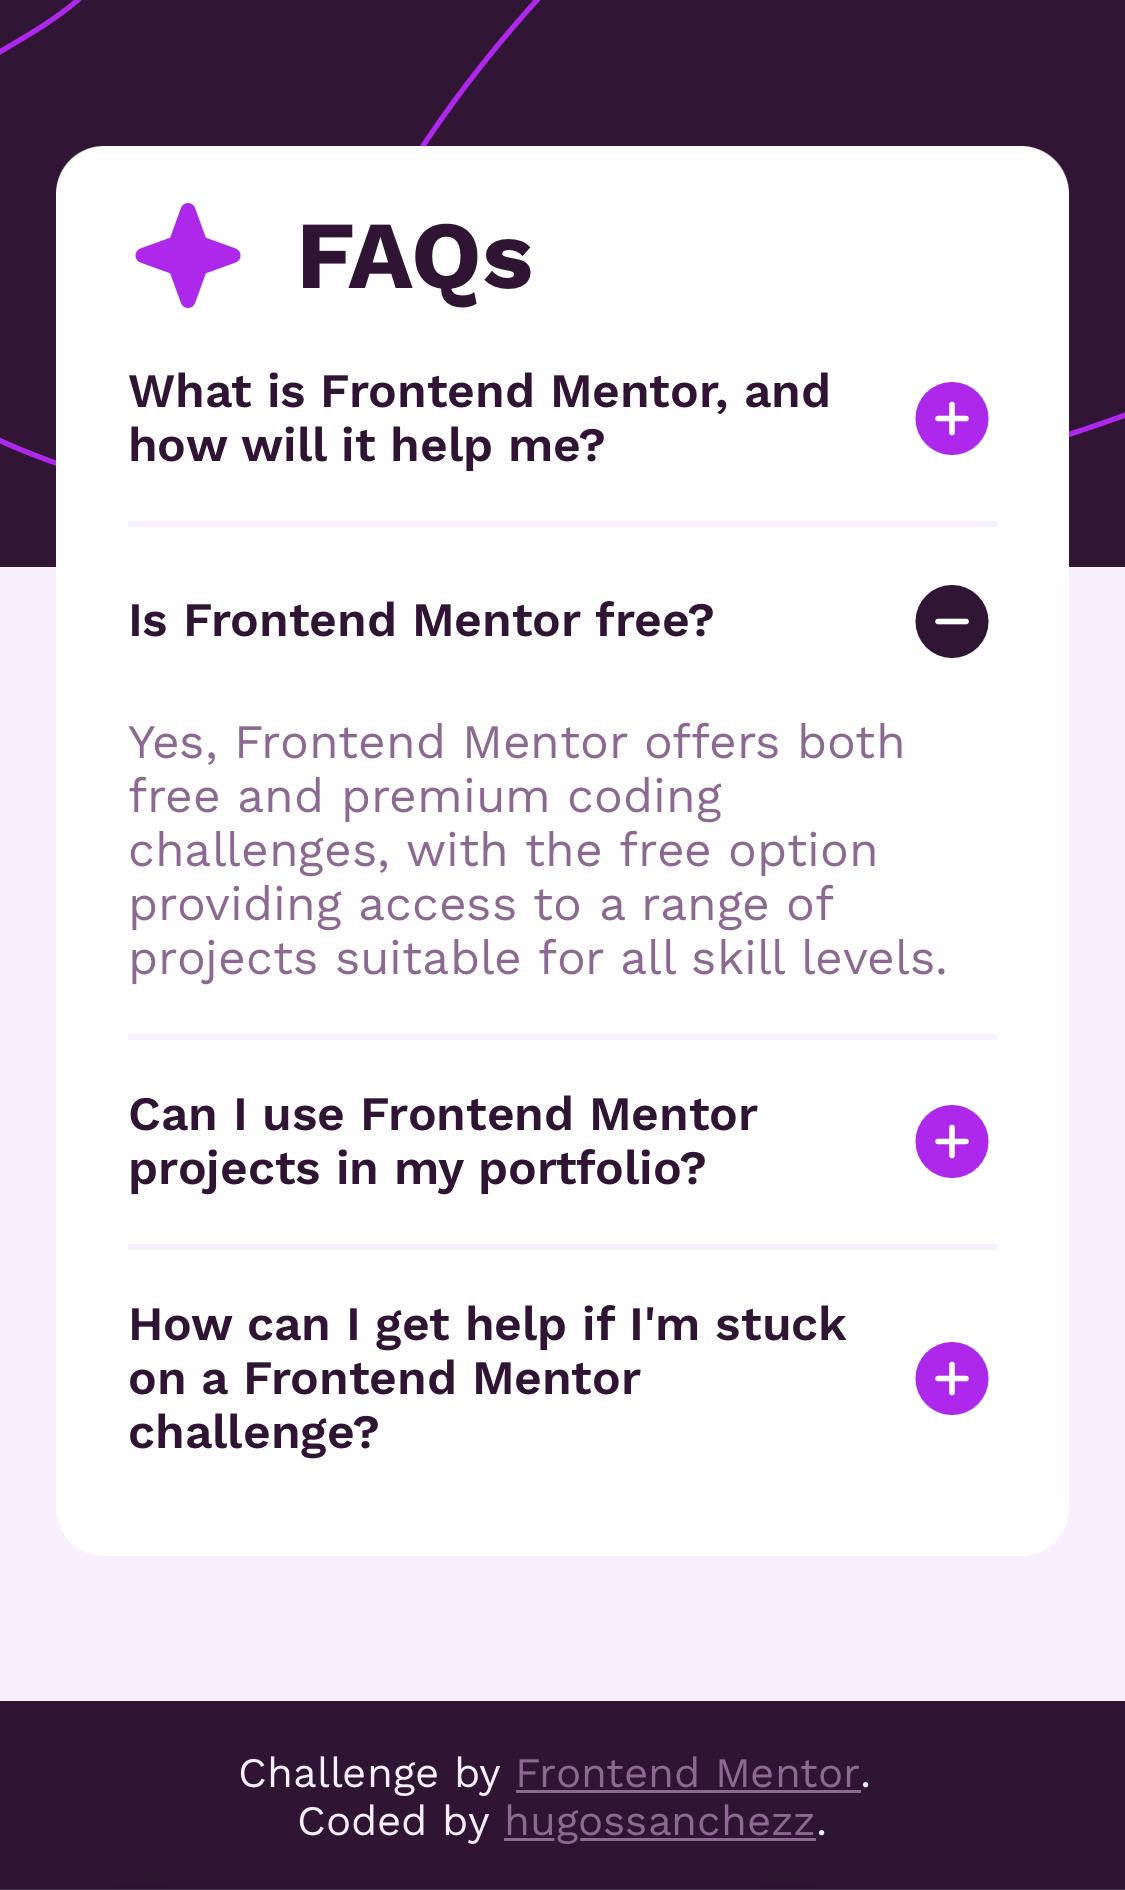 FAQs
What is Frontend Mentor, and
how will it help me?
Is Frontend Mentor free?
Yes, Frontend Mentor offers both
free and premium coding
challenges, with the free option
providing access to a range of
projects suitable for all skill levels.
Can I use Frontend Mentor
projects in my portfolio?
How can I get help if I'm stuck
on a Frontend Mentor
challenge?
Challenge by Frontend Mentor.
Coded by hugossanchezz.